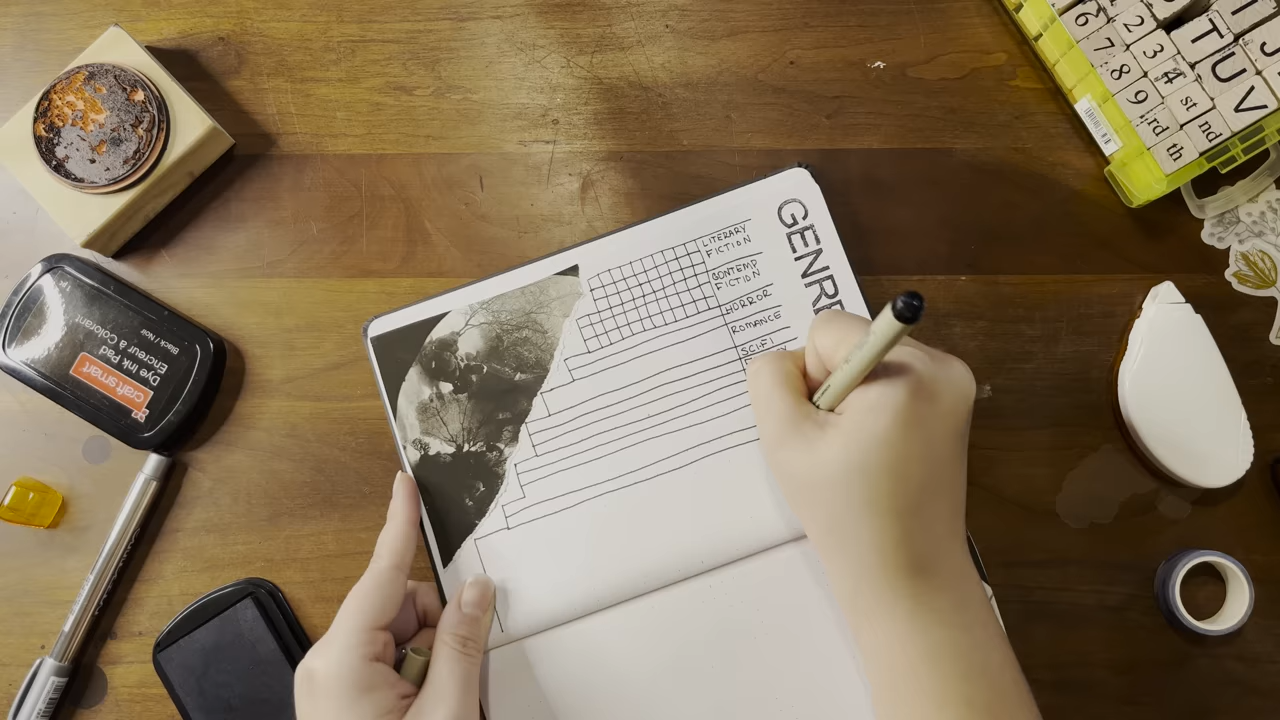 GENRE
LITERARY
FICTION
CONTEMP
FICTION
HORROR
ROMANCE
SCI-FI
craft smart
Dye Ink Pad
Encreur à Colorant
Black / Noir
6 2
7 3 T J
8 4 U
9 st V
rd nd
th